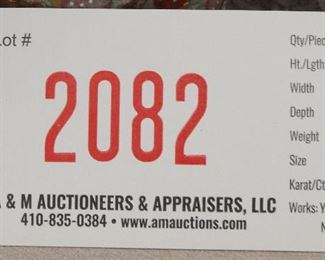 Lot #
2082
& M AUCTIONEERS & APPRAISERS, LLC
410-835-0384 • www.amauctions.com
Qty/Piec
Ht./Lgth
Width
Depth
Weight
Size
Karat/Ct
Works: Y
N